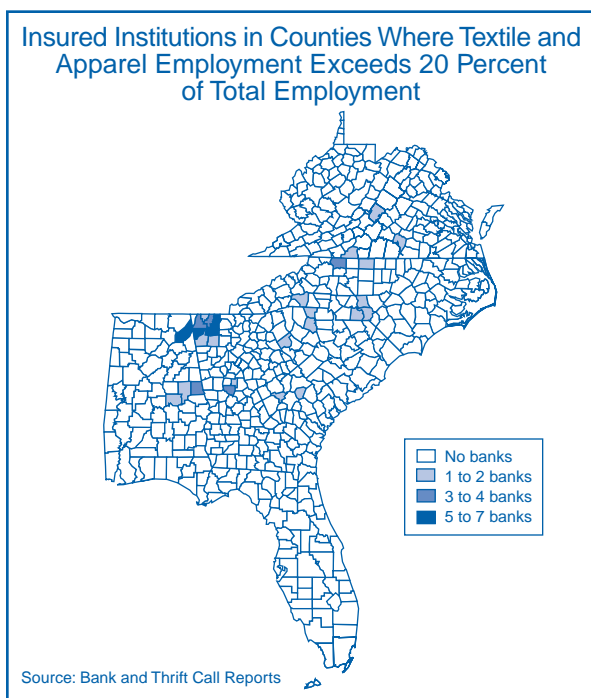 Insured Institutions in Counties Where Textile and
Apparel Employment Exceeds 20 Percent
of Total Employment
No banks
1 to 2 banks
3 to 4 banks
5 to 7 banks
Source: Bank and Thrift Call Reports